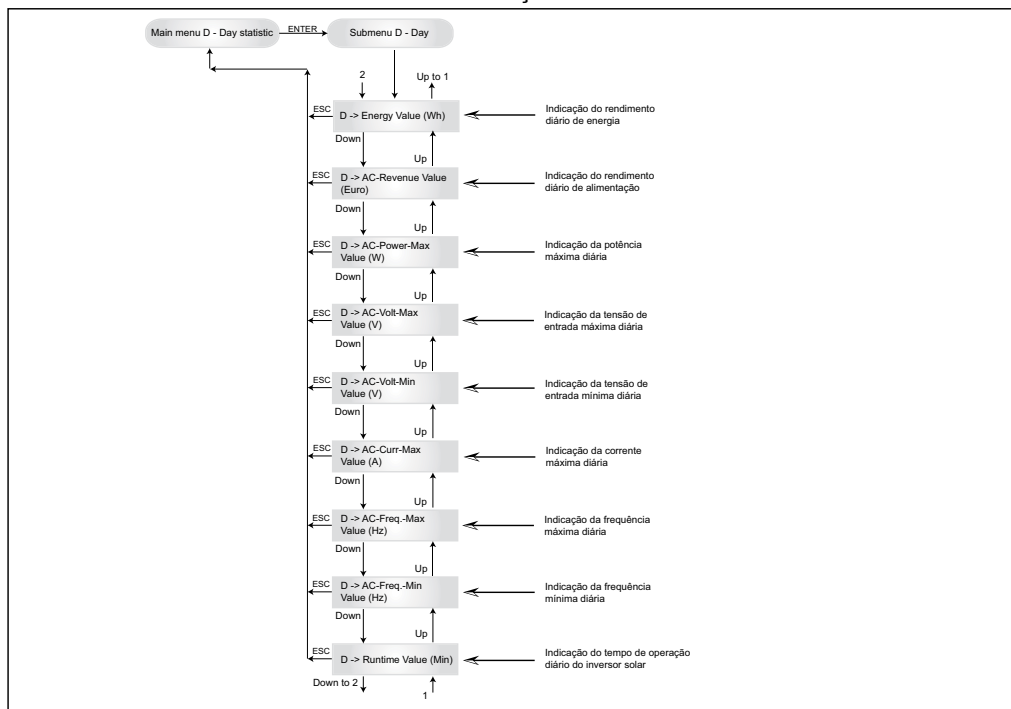 Main menu D - Day statistic
ENTER
Submenu D - Day
2
Up to 1
ESC
D -> Energy Value (Wh)
Indicação do rendimento
diário de energia
Down
Up
ESC
D -> AC-Revenue Value
(Euro)
Indicação do rendimento
diário de alimentação
Down
Up
ESC
D -> AC-Power-Max
Value (W)
Indicação da potência
máxima diária
Down
Up
ESC
D -> AC-Volt-Max
Value (V)
Indicação da tensão de
entrada máxima diária
Down
Up
ESC
D -> AC-Volt-Min
Value (V)
Indicação da tensão de
entrada mínima diária
Down
Up
ESC
D -> AC-Curr-Max
Value (A)
Indicação da corrente
máxima diária
Down
Up
ESC
D -> AC-Freq.-Max
Value (Hz)
Indicação da frequência
máxima diária
Down
Up
ESC
D -> AC-Freq.-Min
Value (Hz)
Indicação da frequência
mínima diária
Down
Up
ESC
D -> Runtime Value (Min)
Indicação do tempo de operação
diário do inversor solar
Down to 2
1